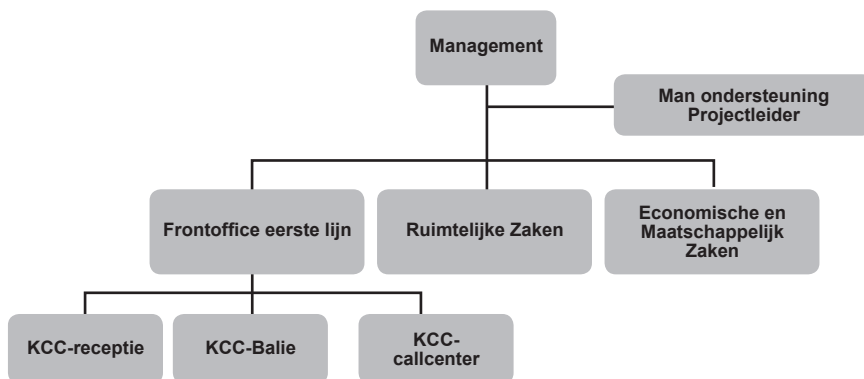 Management
Man ondersteuning
Projectleider
Frontoffice eerste lijn
Ruimtelijke Zaken
Economische en
Maatschappelijk
Zaken
KCC-receptie
KCC-Balie
KCC-
callcenter